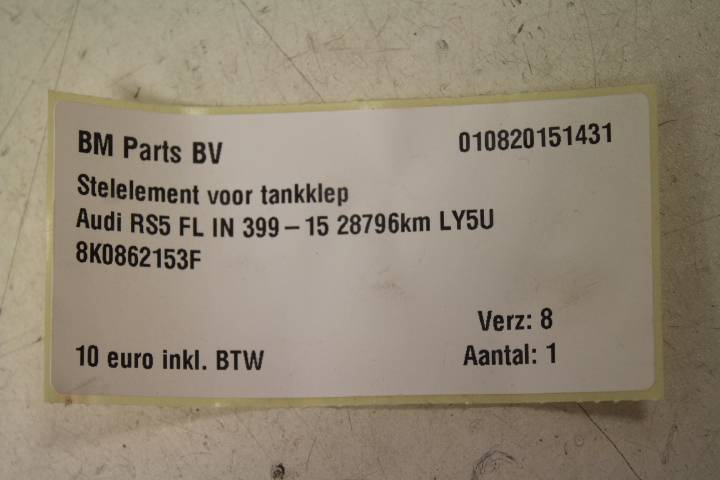 BM Parts BV 010820151431
Stelelement voor tankklep
Audi RS5 FL IN 399 – 15 28796km LY5U
8K0862153F
Verz: 8
10 euro inkl. BTW Aantal: 1